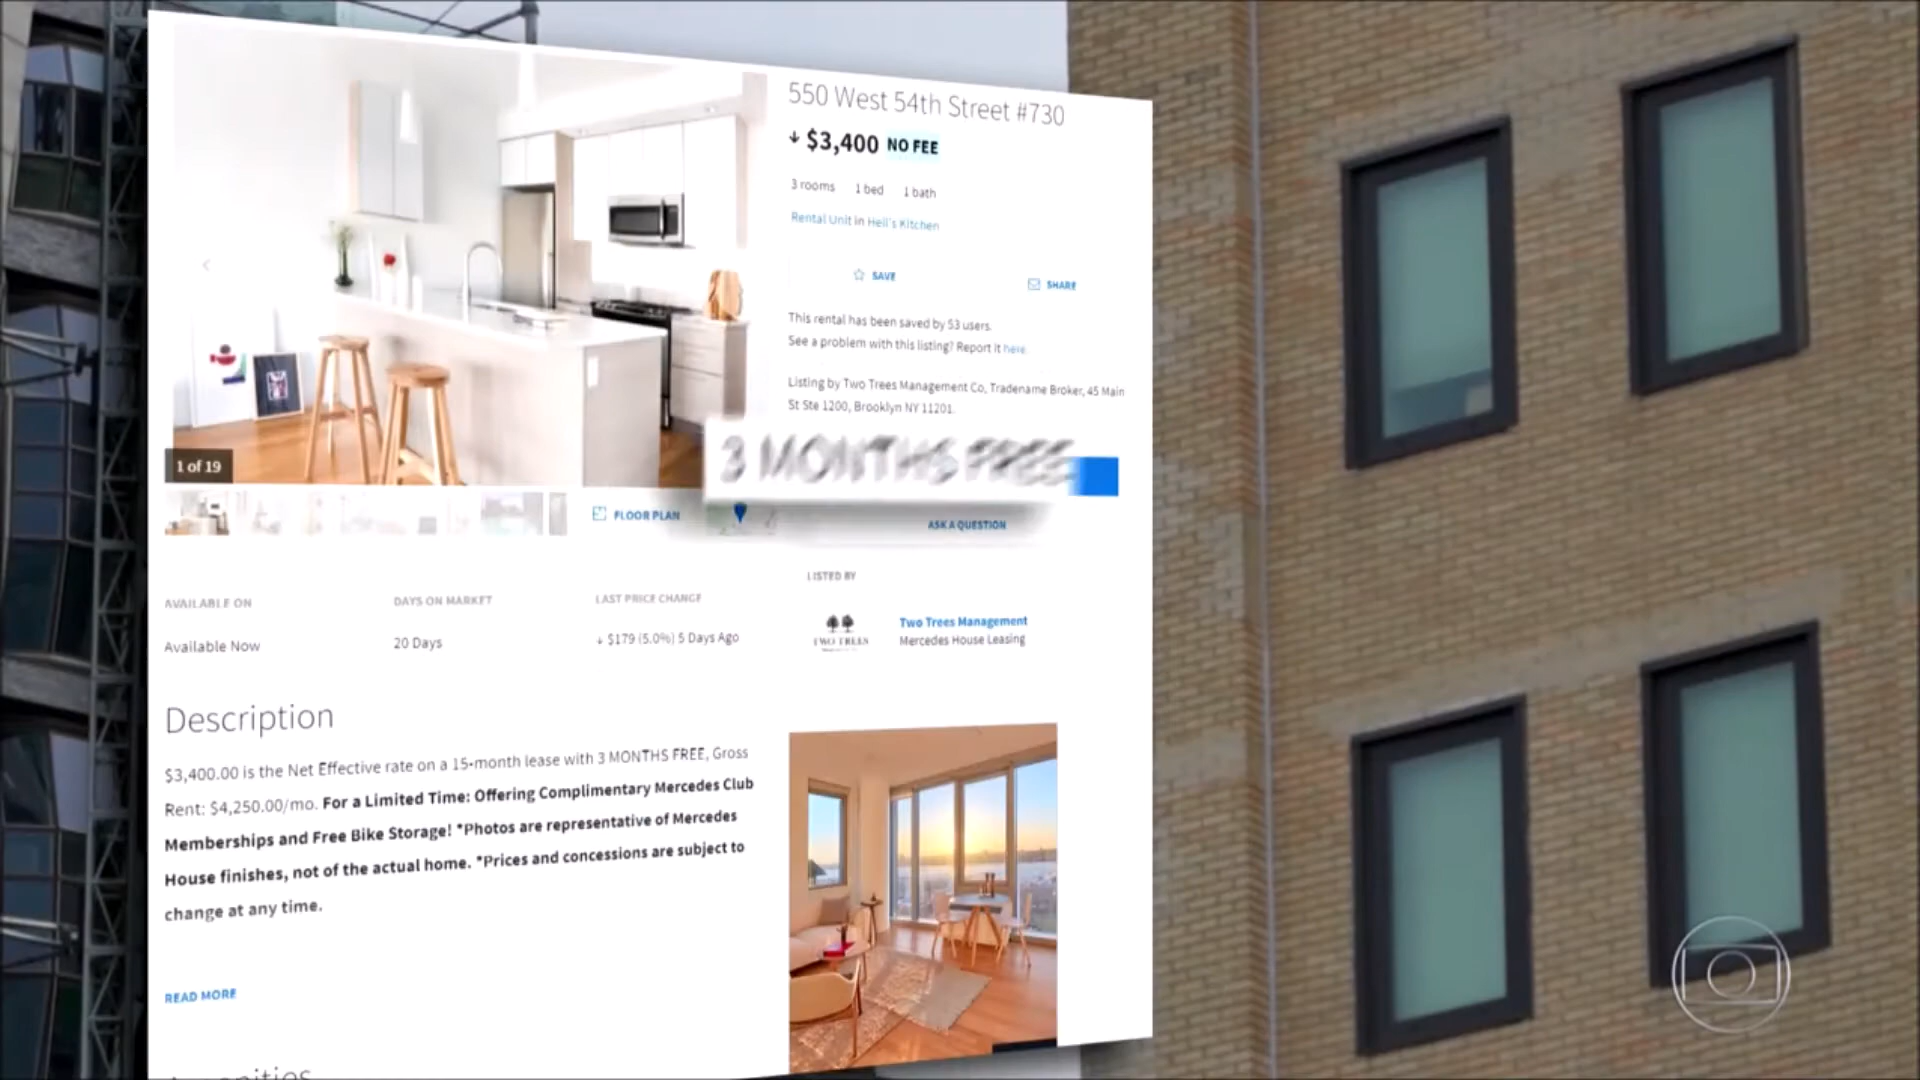 550 West 54th Street #730
↓ $3,400 NO FEE
3 rooms 1 bed 1 bath
Rental Unit in Hell's Kitchen
SAVE
SHARE
This rental has been saved by 53 users.
See a problem with this listing? Report it here.
Listing by Two Trees Management Co, Tradename Broker, 45 Main
St Ste 1200, Brooklyn NY 11201.
3 MONTHS FREE
1 of 19
FLOOR PLAN
ASK A QUESTION
LISTED BY
AVAILABLE ON
DAYS ON MARKET
LAST PRICE CHANGE
Available Now
20 Days
↓ $179 (5.0%) 5 Days Ago
TWO TREES
Two Trees Management
Mercedes House Leasing
Description
$3,400.00 is the Net Effective rate on a 15-month lease with 3 MONTHS FREE, Gross
Rent: $4,250.00/mo. For a Limited Time: Offering Complimentary Mercedes Club
Memberships and Free Bike Storage! *Photos are representative of Mercedes
House finishes, not of the actual home. *Prices and concessions are subject to
change at any time.
READ MORE